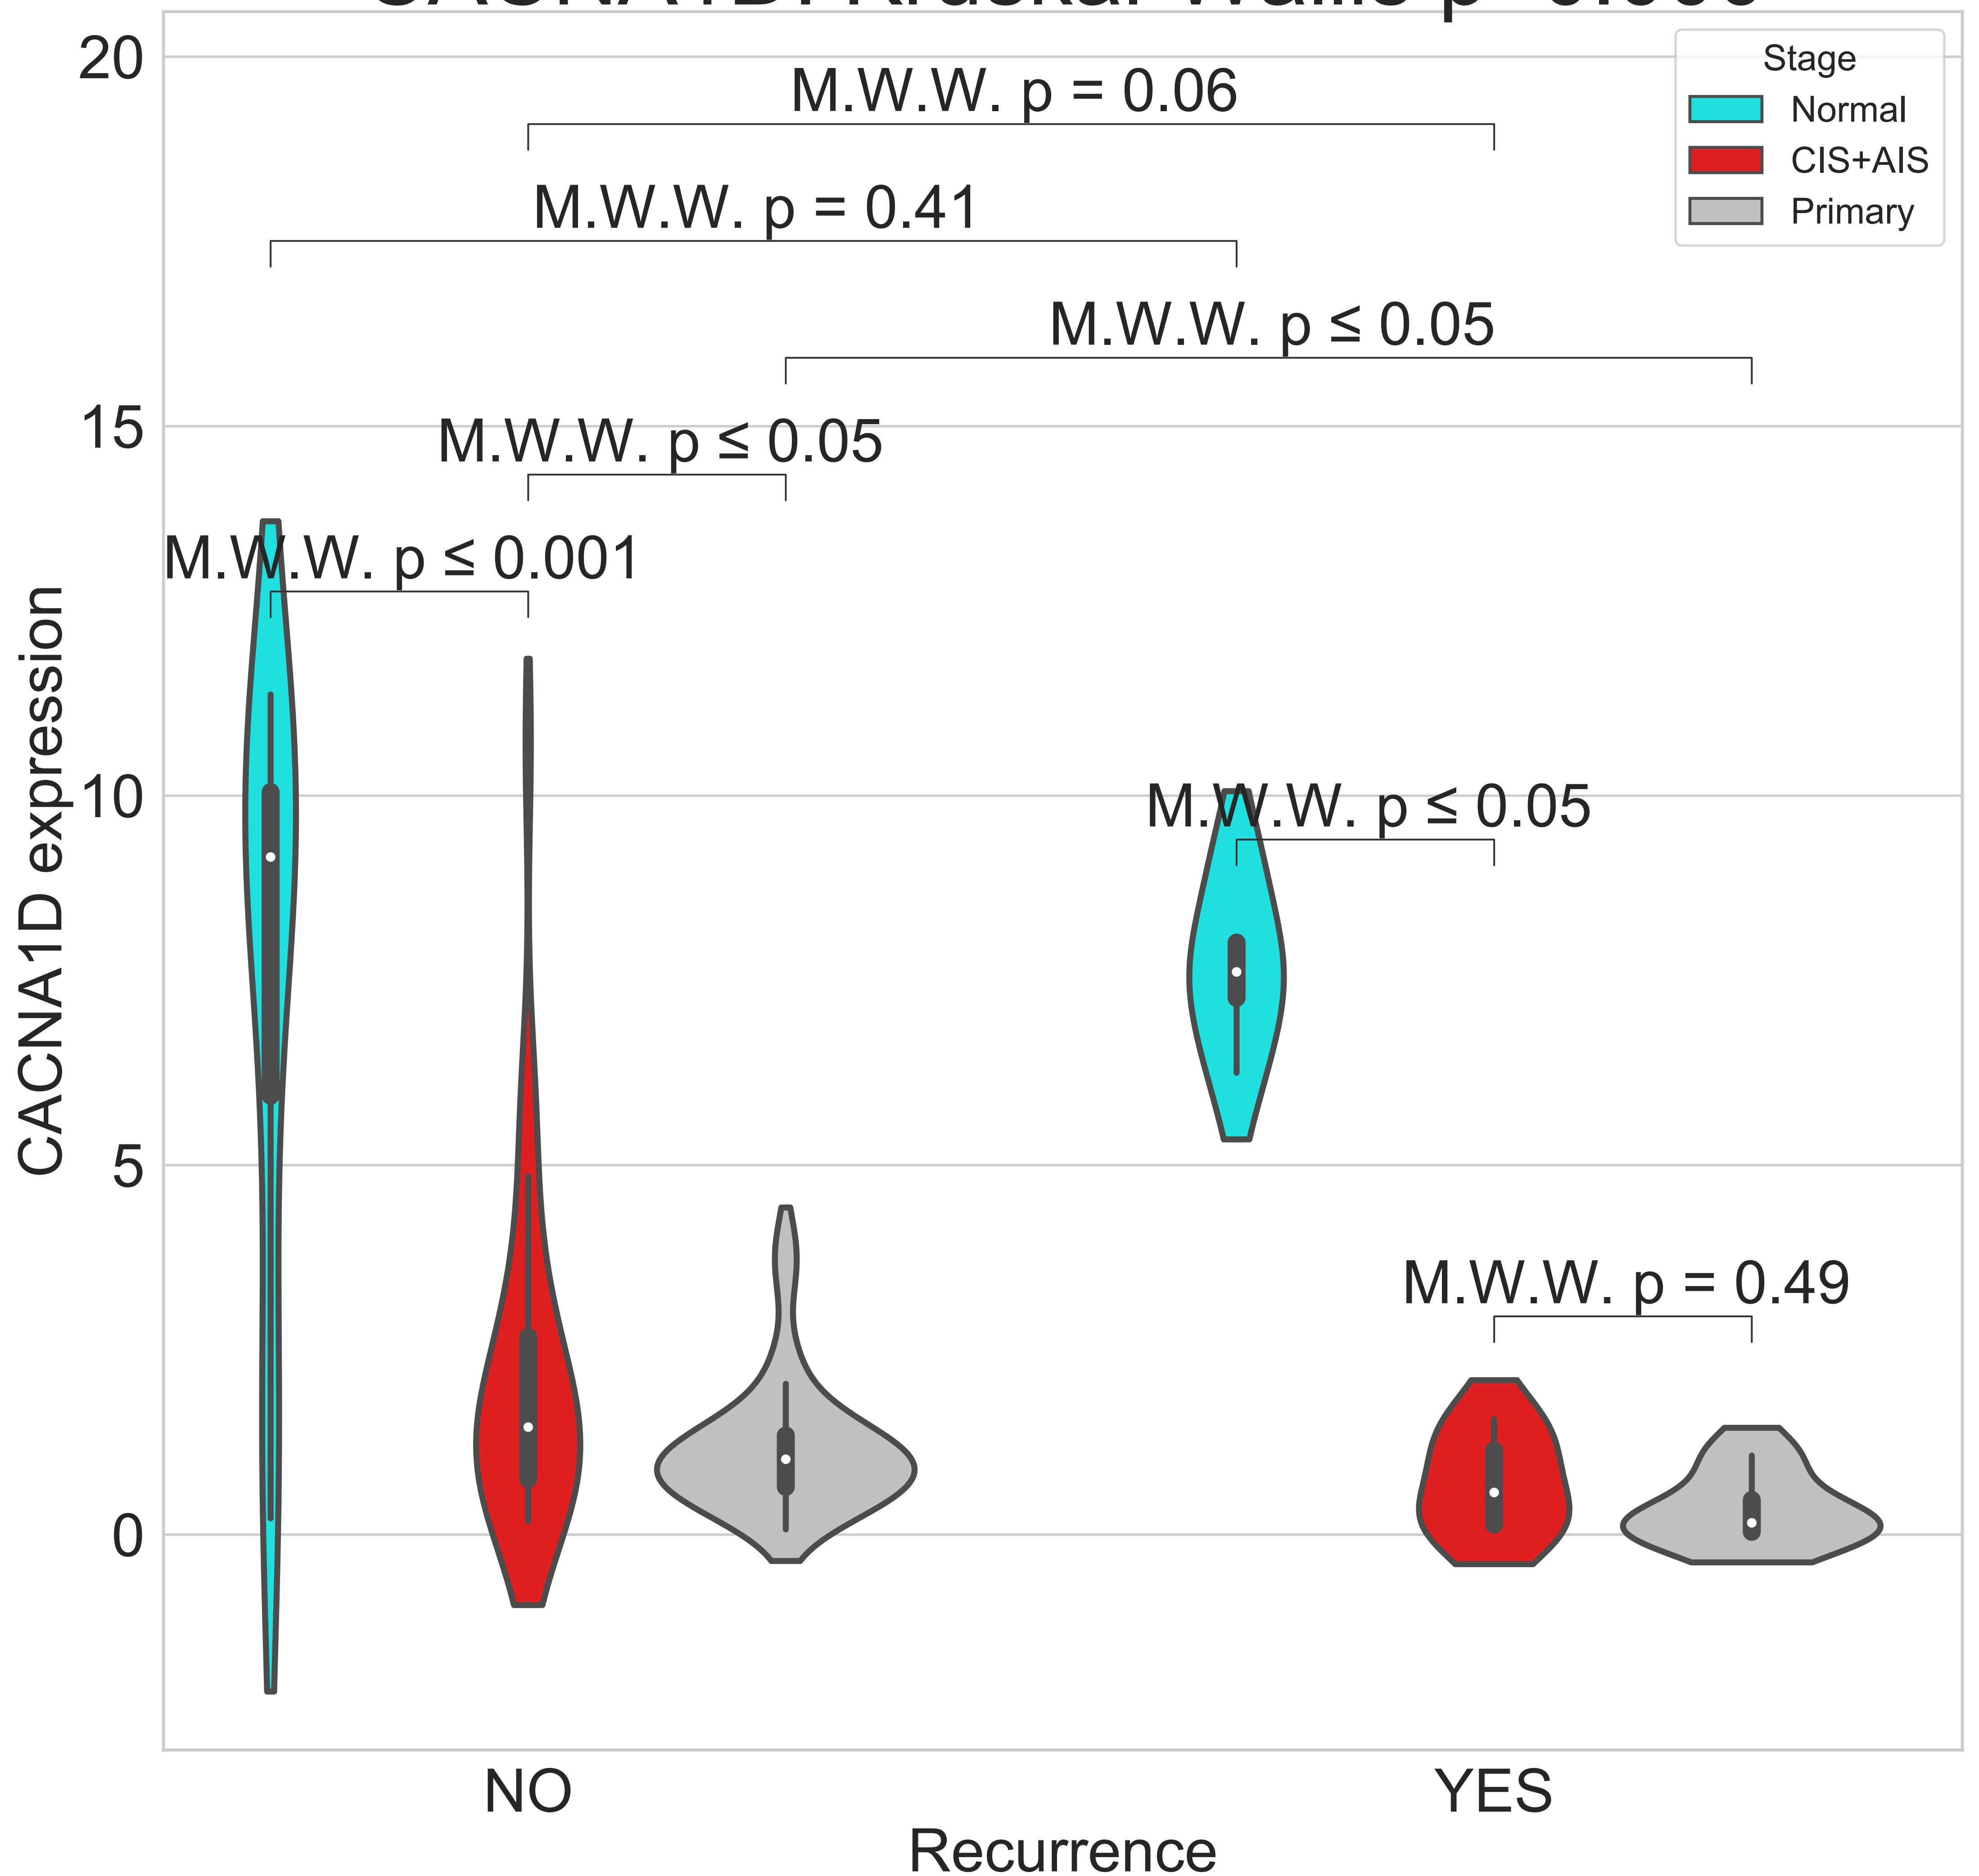 20
15
10
5
0
CACNA1D expression
M.W.W. p = 0.06
M.W.W. p = 0.41
M.W.W. p ≤ 0.05
M.W.W. p ≤ 0.05
M.W.W. p ≤ 0.001
M.W.W. p ≤ 0.05
M.W.W. p = 0.49
Stage
Normal
CIS+AIS
Primary
NO
YES
Recurrence